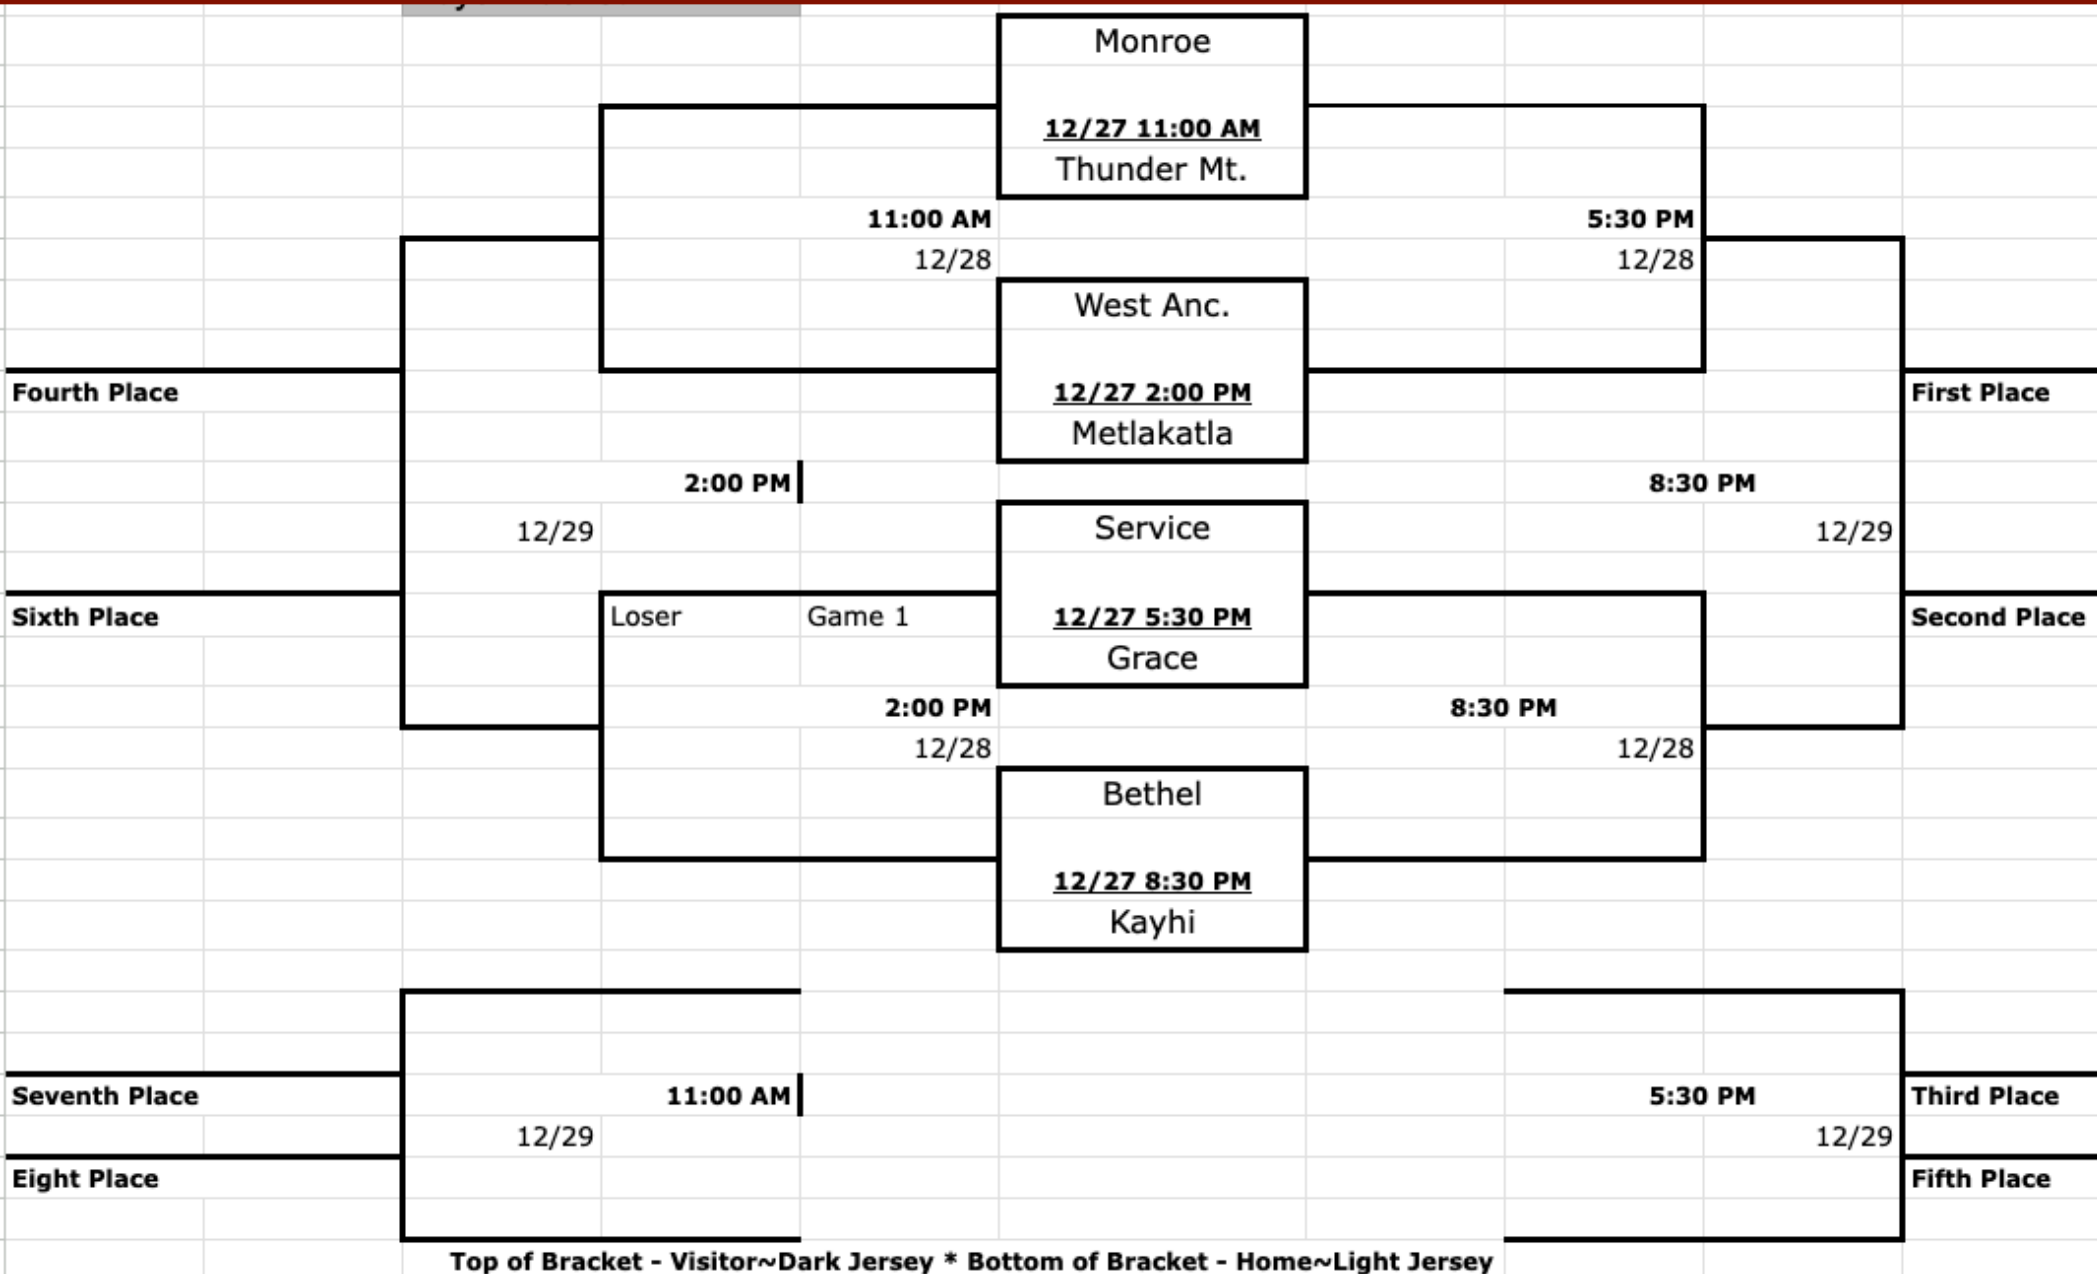 Monroe
12/27 11:00 AM
Thunder Mt.
11:00 AM
5:30 PM
12/28
12/28
West Anc.
Fourth Place
12/27 2:00 PM
First Place
Metlakatla
2:00 PM
8:30 PM
12/29
Service
12/29
Sixth Place
Loser
Game 1
12/27 5:30 PM
Second Place
Grace
2:00 PM
8:30 PM
12/28
12/28
Bethel
12/27 8:30 PM
Kayhi
Seventh Place
11:00 AM
5:30 PM
Third Place
12/29
12/29
Eight Place
Fifth Place
Top of Bracket - Visitor~Dark Jersey * Bottom of Bracket - Home~Light Jersey